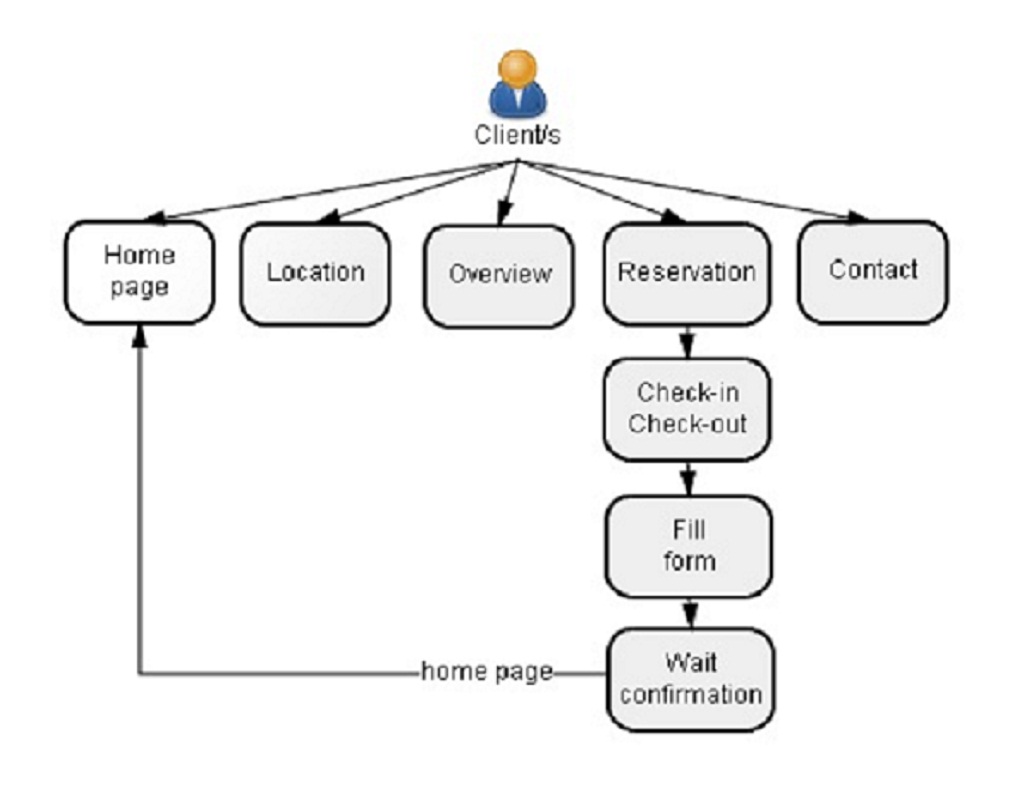 Client/s
Home
page
Location
Overview
Reservation
Contact
Check-in
Check-out
Fill
form
Wait
confirmation
home page